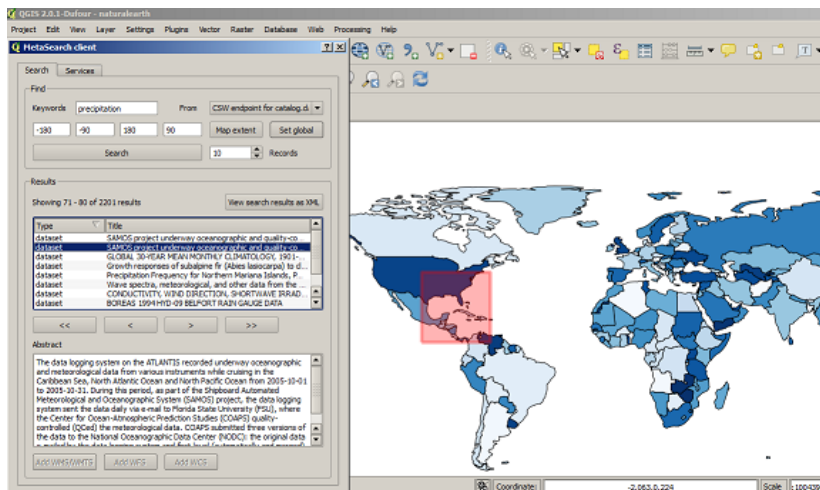 QGIS 2.0.1-Dufour - naturalearth
Project Edit View Layer Settings Plugins Vector Raster Database Web Processing Help
MetaSearch client
Search Services
Find
Keywords precipitation From CSW endpoint for catalog.d
-180 -90 180 90 Map extent Set global
Search 10 Records
Results
Showing 71 - 80 of 2201 results View search results as XML
Type Title
dataset SAMOS project underway oceanographic and quality-co
dataset SAMOS project underway oceanographic and quality-co
dataset GLOBAL 30-YEAR MEAN MONTHLY CLIMATOLOGY, 1901-
dataset Growth responses of subalpine fir (Abies lasiocarpa) to d
dataset Precipitation Frequency for Northern Mariana Islands, P
dataset Wave spectra, meteorological, and other data from the
dataset CONDUCTIVITY, WIND DIRECTION, SHORTWAVE IRRAD
dataset BOREAS 1994 HYD-09 BELFORT RAIN GAUGE DATA
<< < > >>
Abstract
The data logging system on the ATLANTIS recorded underway oceanographic
and meteorological data from various instruments while cruising in the
Caribbean Sea, North Atlantic Ocean and North Pacific Ocean from 2005-10-01
to 2005-10-31. During this period, as part of the Shipboard Automated
Meteorological and Oceanographic System (SAMOS) project, the data logging
system sent the data daily via e-mail to Florida State University (FSU), where
the Center for Ocean-Atmospheric Prediction Studies (COAPS) quality-
controlled (QCed) the meteorological data. COAPS submitted three versions of
the data to the National Oceanographic Data Center (NODC): the original data
Add WMS/WMTS Add WFS Add WCS
Coordinate: -2.063,0.224 Scale :100439